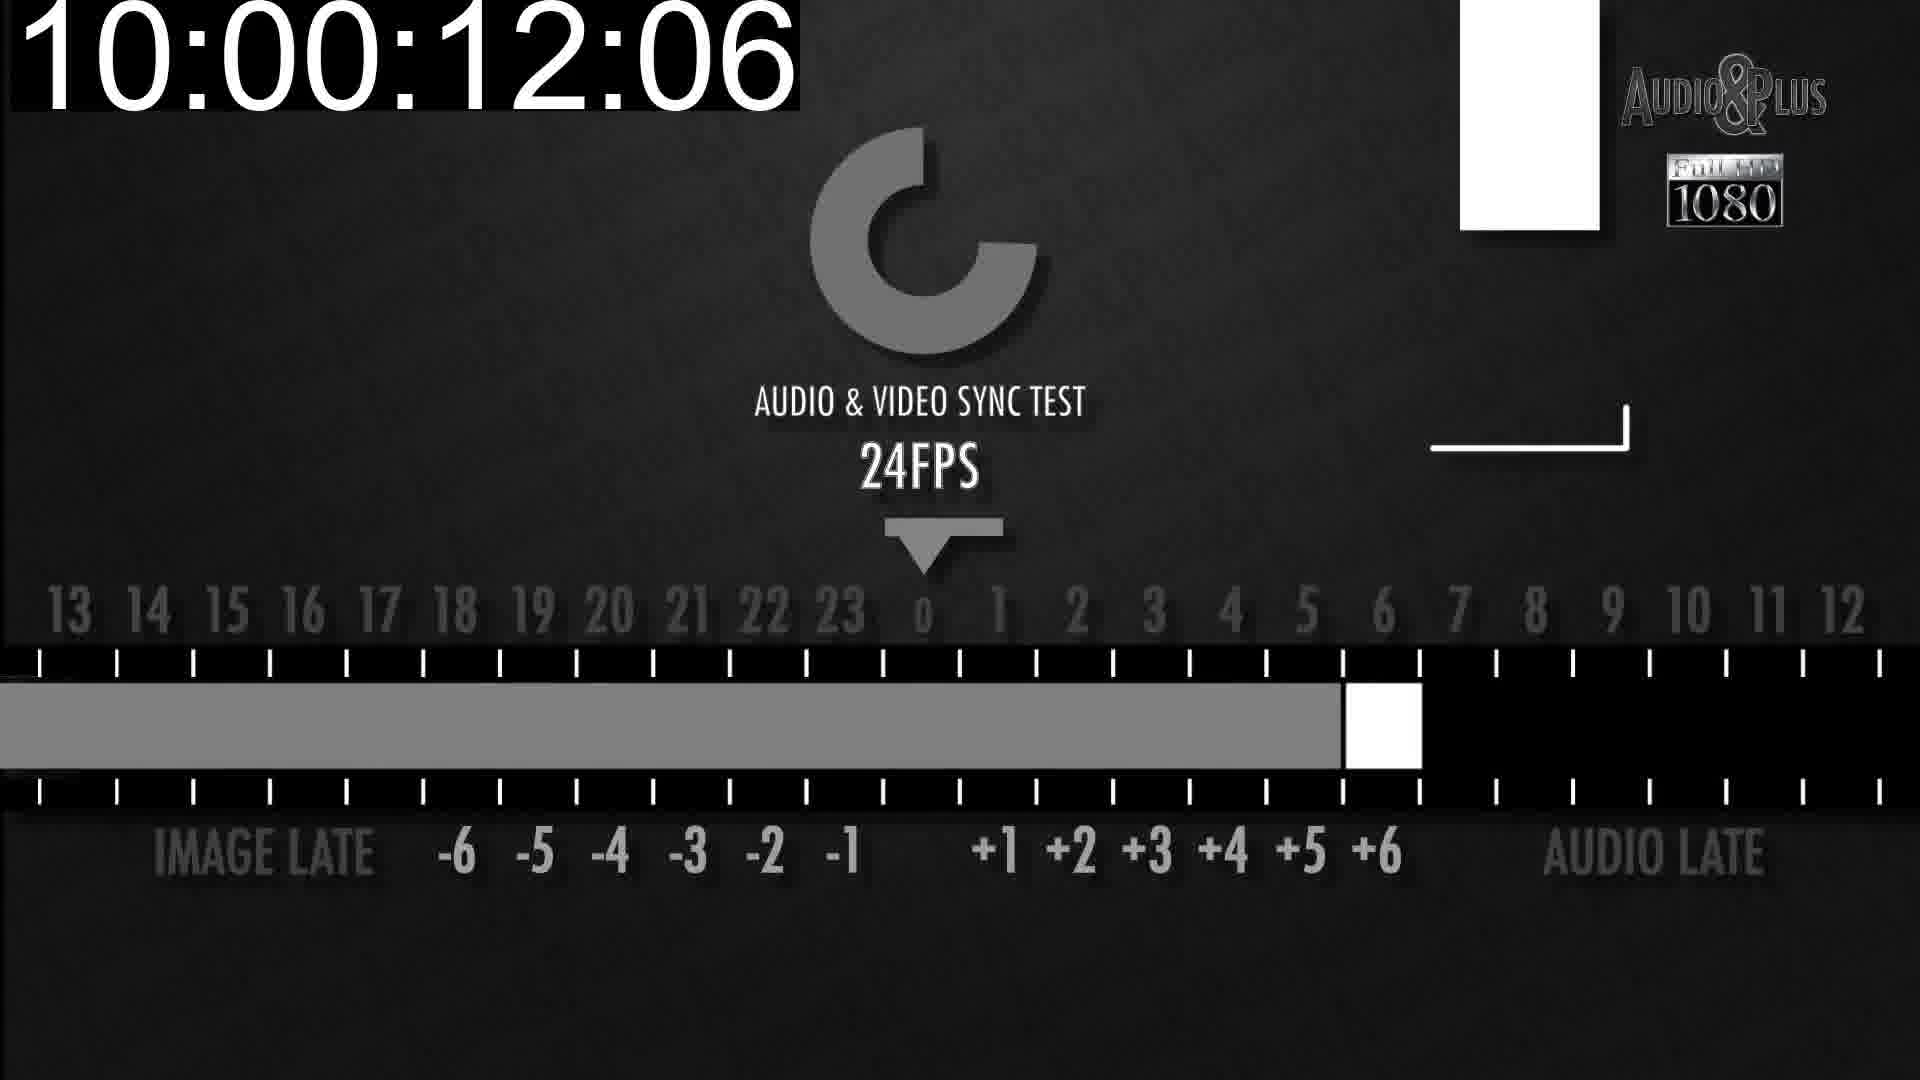 10:00:12:06
AUDIO&PLUS
Full HD
1080
AUDIO & VIDEO SYNC TEST
24FPS
13 14 15 16 17 18 19 20 21 22 23 0 1 2 3 4 5 6 7 8 9 10 11 12
IMAGE LATE -6 -5 -4 -3 -2 -1 +1 +2 +3 +4 +5 +6 AUDIO LATE